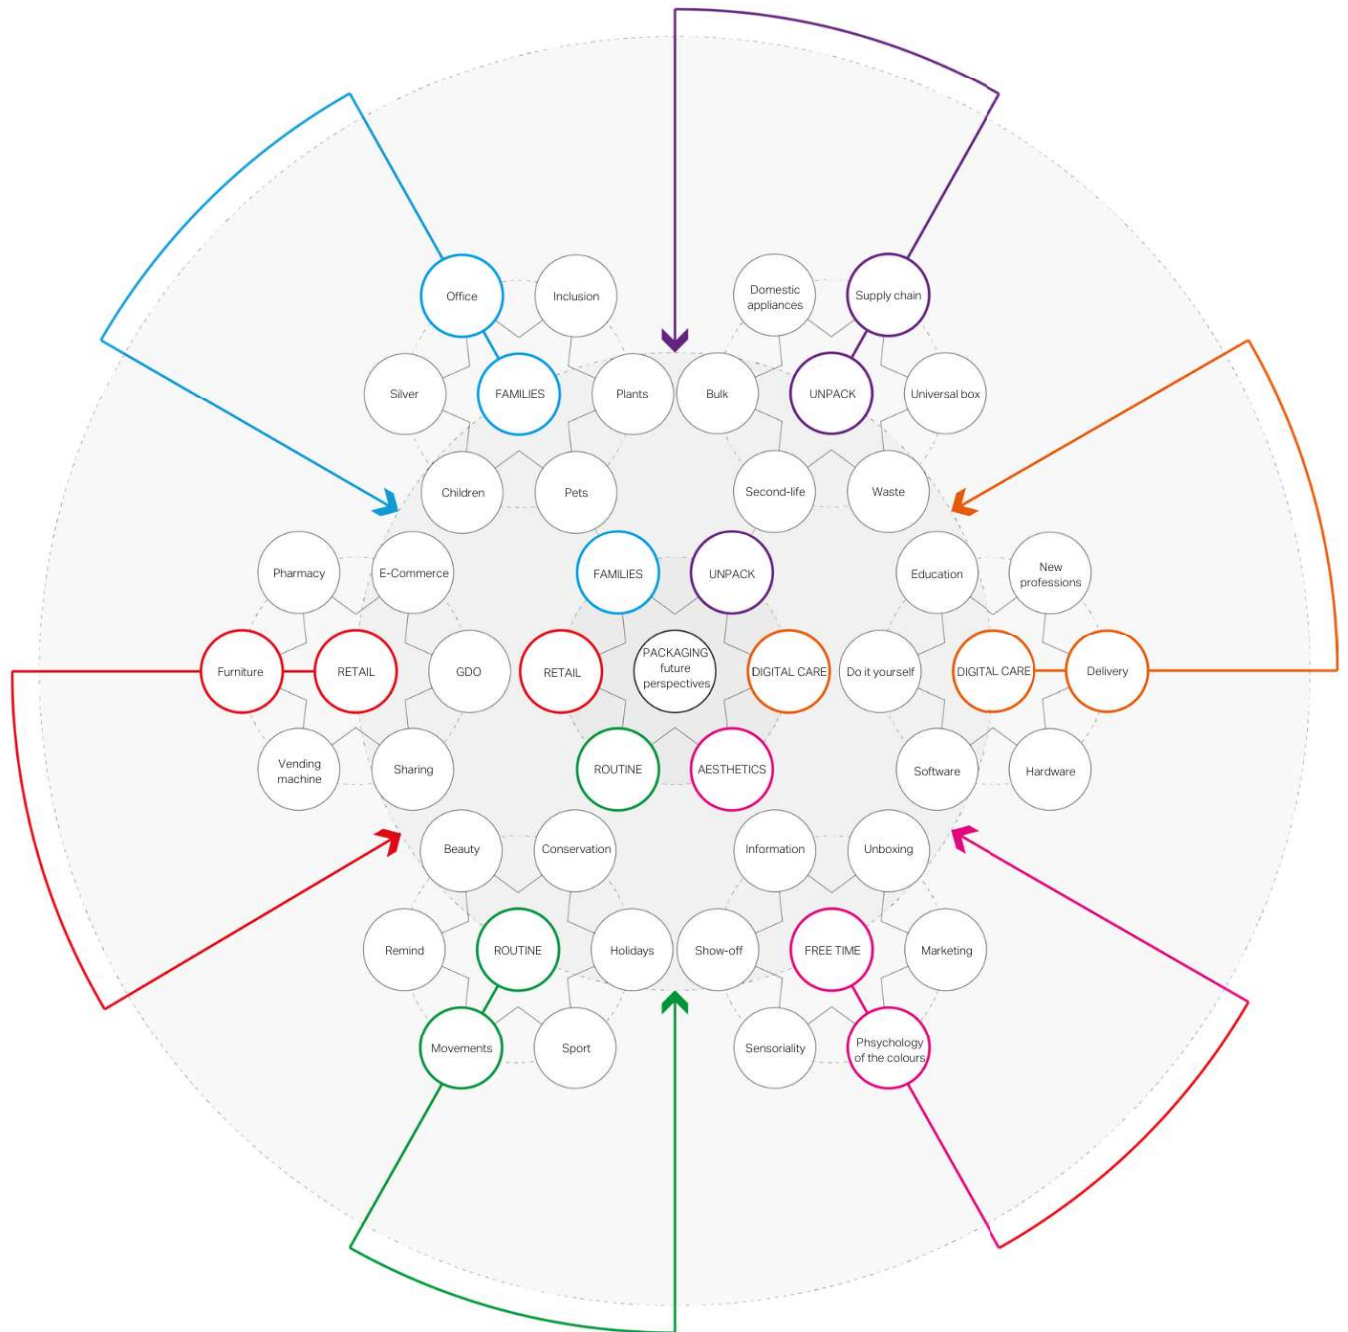 Office
Inclusion
Silver
FAMILIES
Plants
Children
Pets
Domestic
appliances
Supply chain
Bulk
UNPACK
Universal box
Second-life
Waste
Pharmacy
E-Commerce
Furniture
RETAIL
GDO
Vending
machine
Sharing
FAMILIES
UNPACK
RETAIL
PACKAGING
future
perspectives
DIGITAL CARE
ROUTINE
AESTHETICS
Education
New
professions
Do it yourself
DIGITAL CARE
Delivery
Software
Hardware
Beauty
Conservation
Remind
ROUTINE
Holidays
Movements
Sport
Information
Unboxing
Show-off
FREE TIME
Marketing
Sensoriality
Phsychology
of the colours